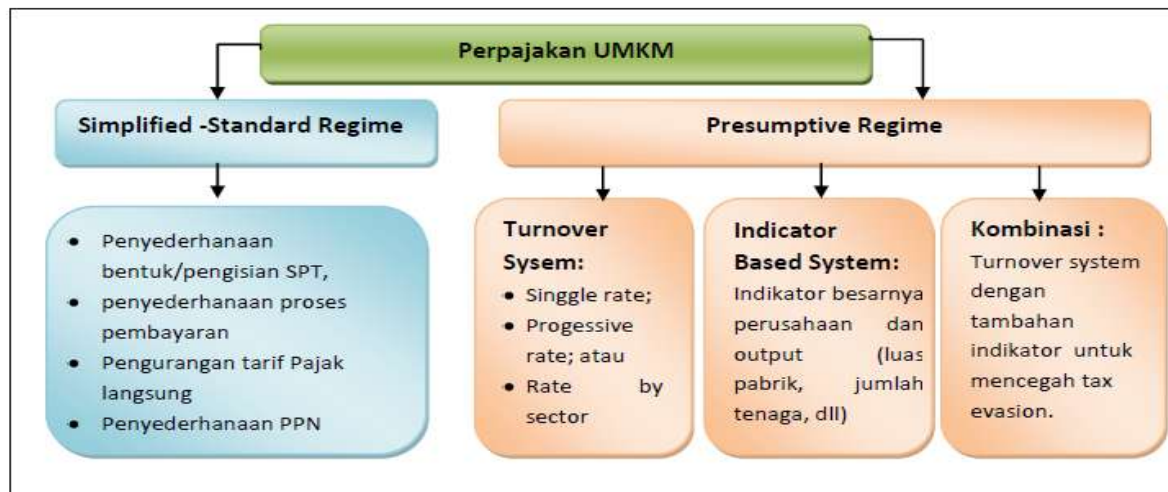 Perpajakan UMKM
Simplified -Standard Regime
Presumptive Regime
• Penyederhanaan
bentuk/pengisian SPT,
• penyederhanaan proses
pembayaran
• Pengurangan tarif Pajak
langsung
• Penyederhanaan PPN
Turnover
Sysem:
• Singgle rate;
• Progessive
rate; atau
• Rate by
sector
Indicator
Based System:
Indikator besarnya
perusahaan dan
output (luas
pabrik, jumlah
tenaga, dll)
Kombinasi :
Turnover system
dengan
tambahan
indikator untuk
mencegah tax
evasion.